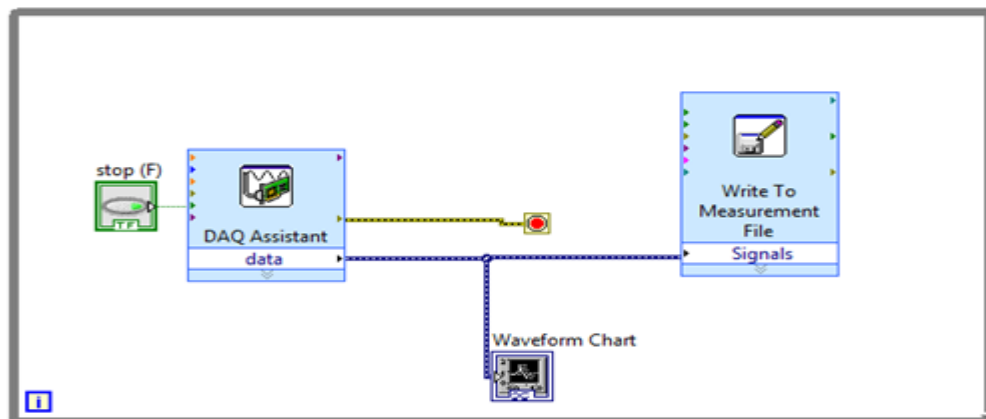 stop (F)
TF
DAQ Assistant
data
Write To
Measurement
File
Signals
Waveform Chart
i